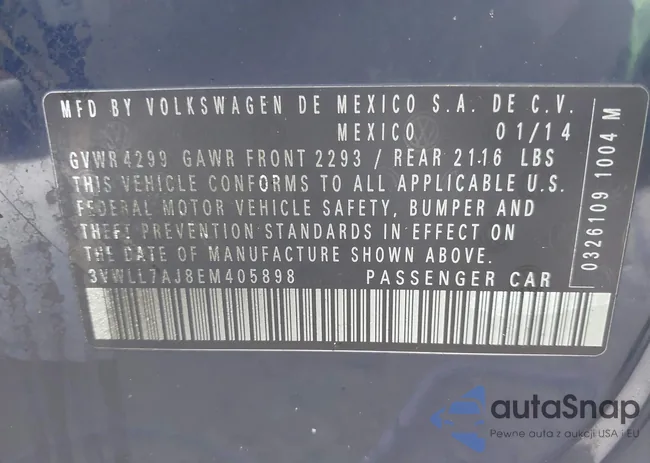 MFD BY VOLKSWAGEN DE MEXICO S.A. DE C.V.
MEXICO 01/14
GVWR 4299 GAWR FRONT 2293 / REAR 2116 LBS
THIS VEHICLE CONFORMS TO ALL APPLICABLE U.S.
FEDERAL MOTOR VEHICLE SAFETY, BUMPER AND
THEFT PREVENTION STANDARDS IN EFFECT ON
THE DATE OF MANUFACTURE SHOWN ABOVE.
3VWLL7AJ8EM405898 PASSENGER CAR
0326109 1004 M
autaSnap
Pewne auta z aukcji USA i EU